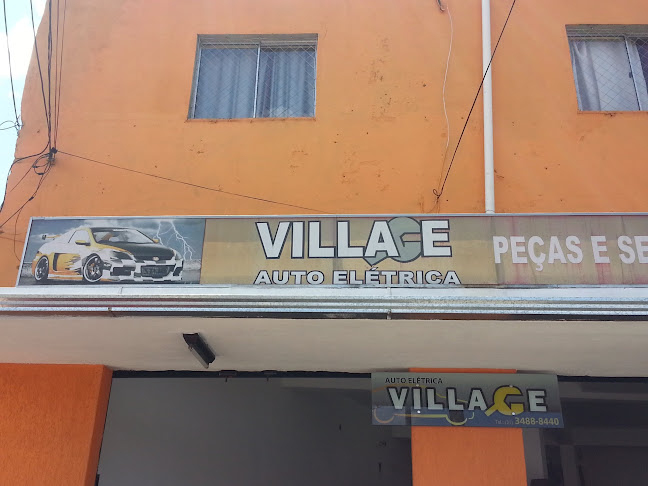 VILLAGE
AUTO ELÉTRICA
PEÇAS E SE
AUTO ELÉTRICA
VILLAGE
3488-8440